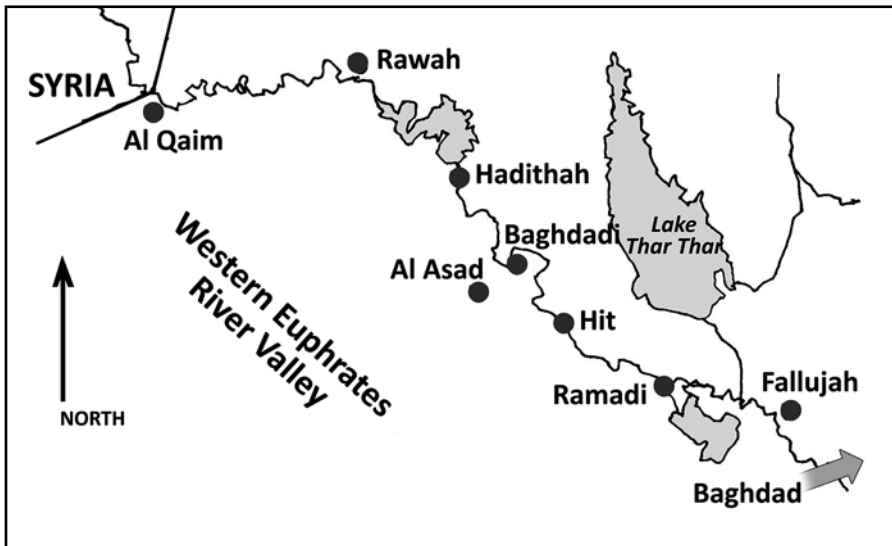 Rawah
SYRIA
Al Qaim
Hadithah
Lake
Thar Thar
Baghdadi
Western Euphrates
River Valley
Al Asad
Hit
Ramadi
Fallujah
NORTH
Baghdad